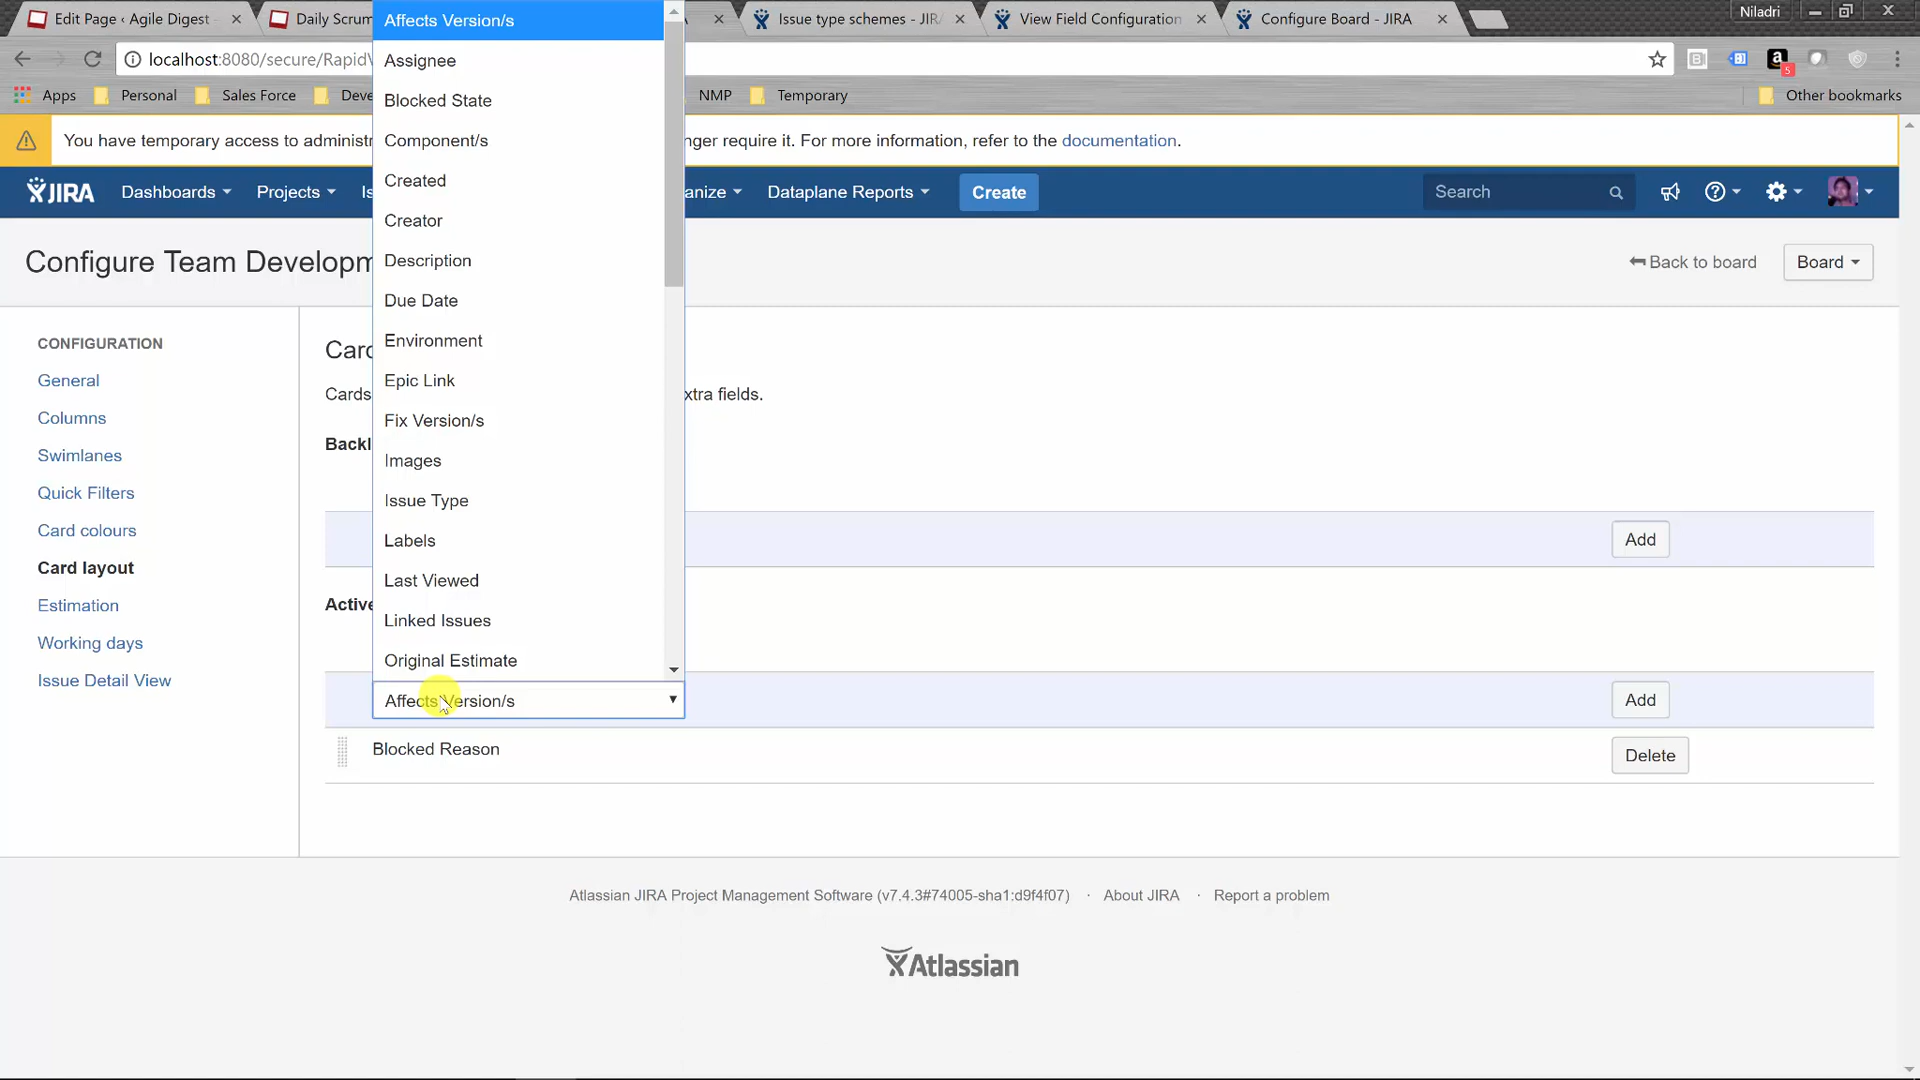 Edit Page ‹ Agile Digest
Daily Scrum
Issue type schemes - JIR
View Field Configuration
Configure Board - JIRA
Niladri
localhost:8080/secure/Rapid
5
Apps
Personal
Sales Force
Deve
NMP
Temporary
Other bookmarks
You have temporary access to administr
nger require it. For more information, refer to the documentation.
JIRA
Dashboards
Projects
Is
anize
Dataplane Reports
Create
Search
Configure Team Developm
Back to board
Board
CONFIGURATION
General
Columns
Swimlanes
Quick Filters
Card colours
Card layout
Estimation
Working days
Issue Detail View
Card
Cards
xtra fields.
Backl
Add
Active
Affects Version/s
Assignee
Blocked State
Component/s
Created
Creator
Description
Due Date
Environment
Epic Link
Fix Version/s
Images
Issue Type
Labels
Last Viewed
Linked Issues
Original Estimate
Affects Version/s
Add
Blocked Reason
Delete
Atlassian JIRA Project Management Software (v7.4.3#74005-sha1:d9f4f07) · About JIRA · Report a problem
Atlassian